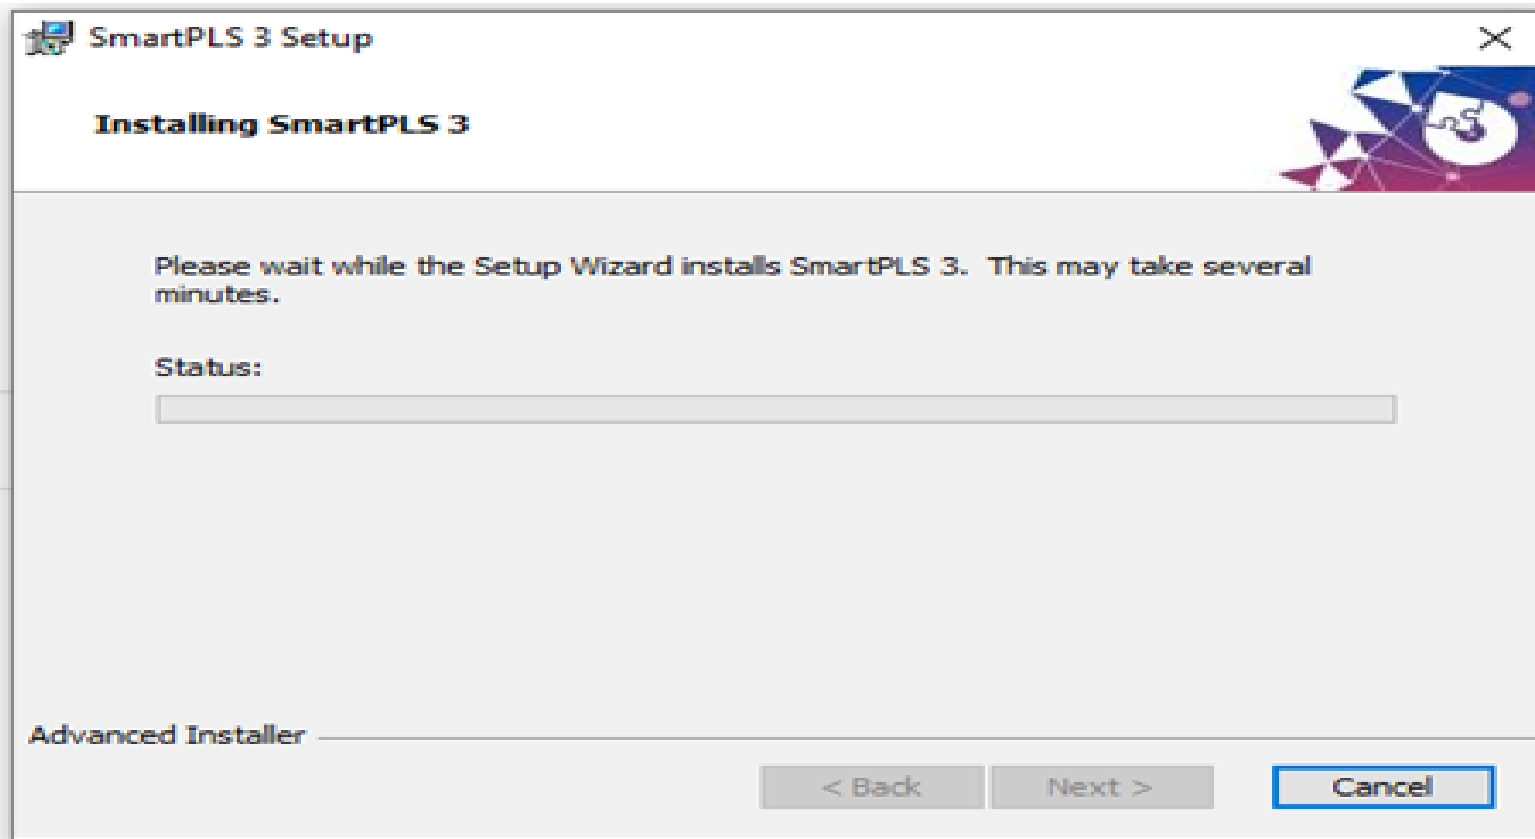 SmartPLS 3 Setup
Installing SmartPLS 3
Please wait while the Setup Wizard installs SmartPLS 3.  This may take several
minutes.
Status:
Advanced Installer
< Back
Next >
Cancel